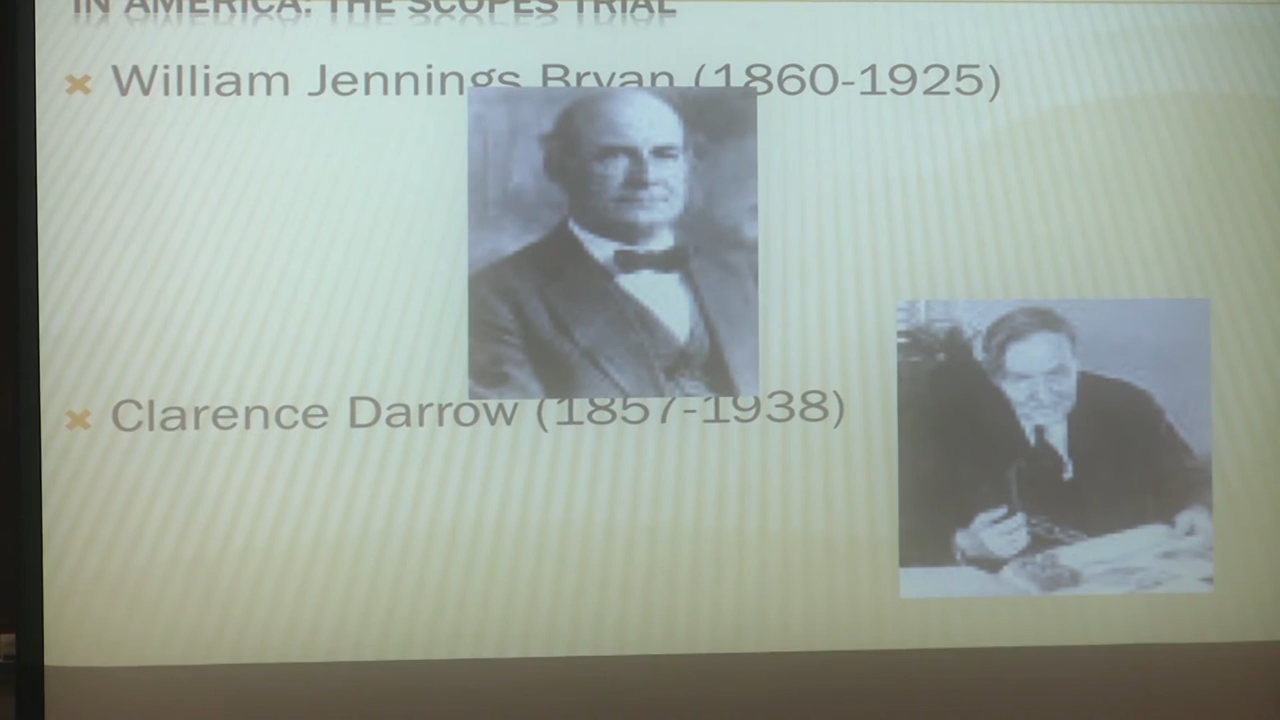 IN AMERICA: THE SCOPES TRIAL
William Jennings Bryan (1860-1925)
Clarence Darrow (1857-1938)